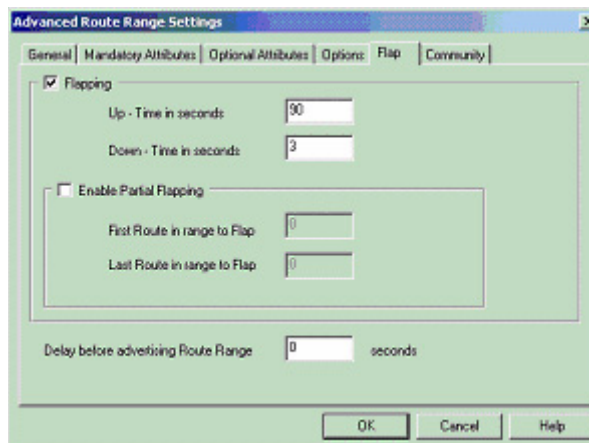 Advanced Route Range Settings
General Mandatory Attributes Optional Attributes Options Flap Community
Flapping
Up - Time in seconds 90
Down - Time in seconds 3
Enable Partial Flapping
First Route in range to Flap 0
Last Route in range to Flap 0
Delay before advertising Route Range 0 seconds
OK Cancel Help